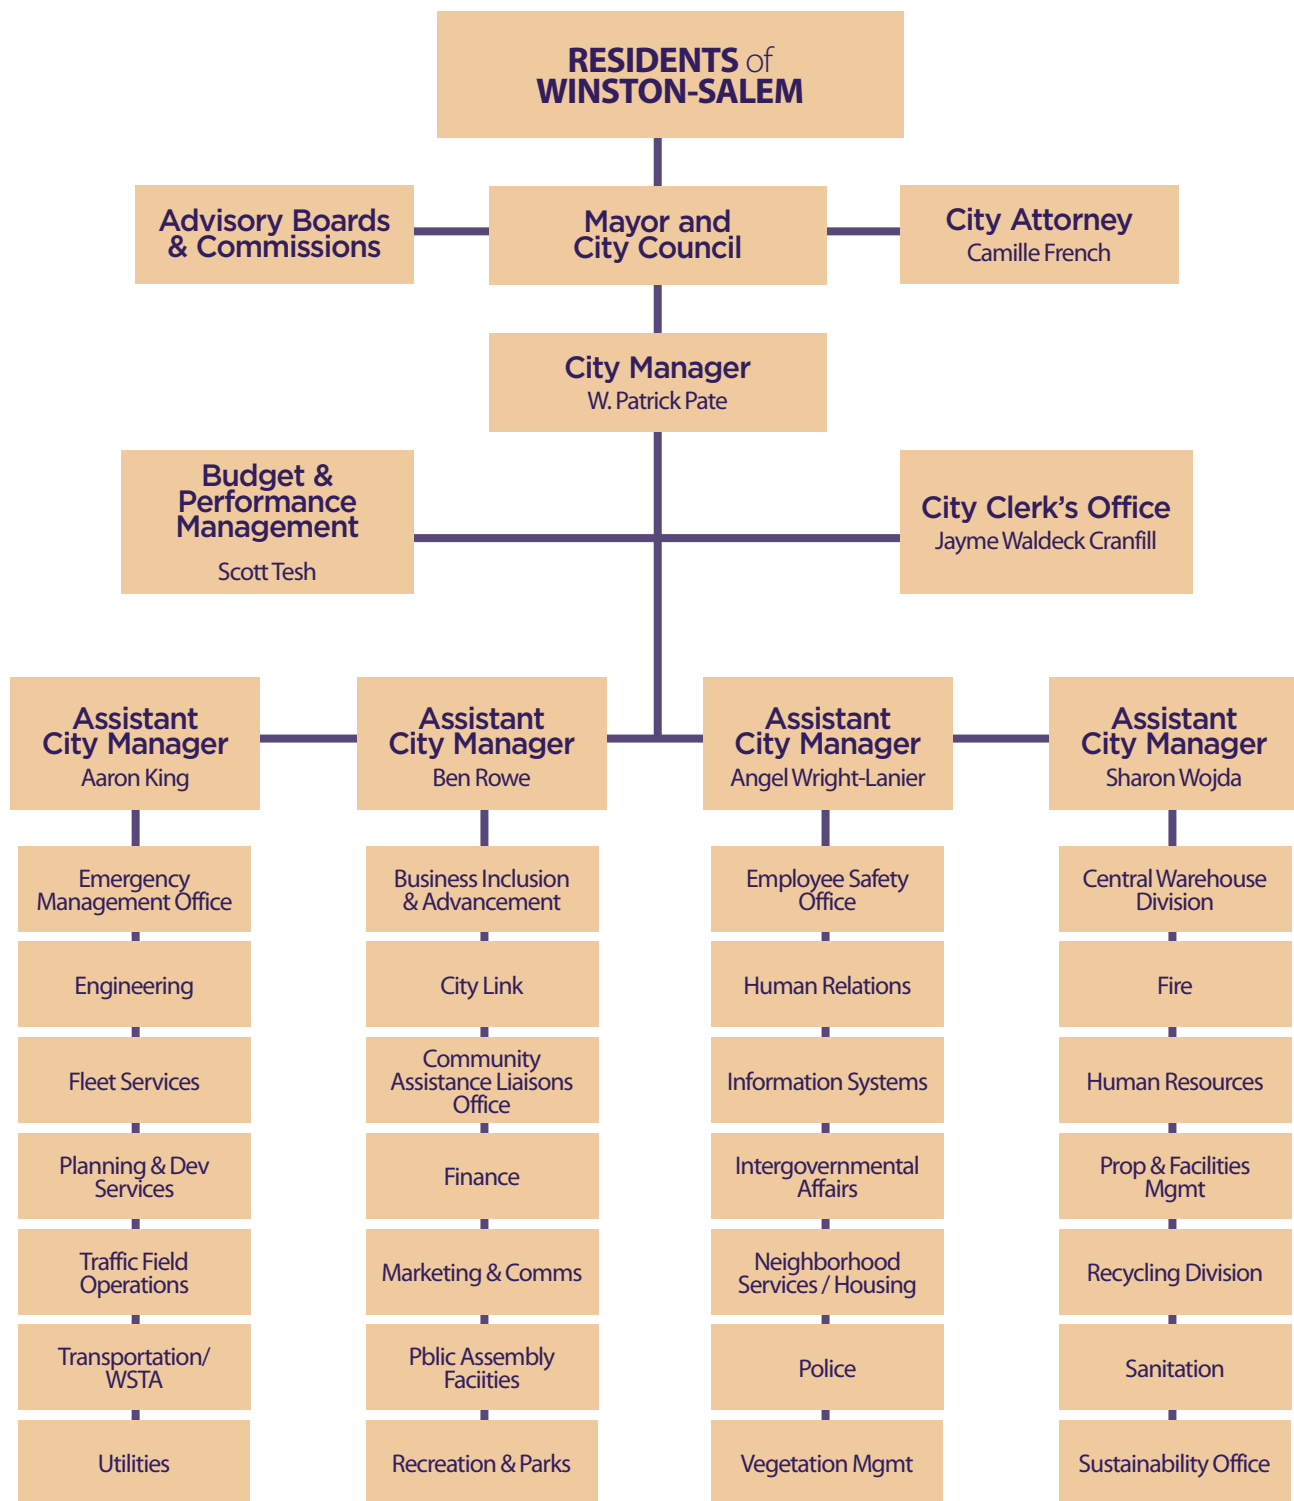 RESIDENTS of
WINSTON-SALEM
Advisory Boards
& Commissions
Mayor and
City Council
City Attorney
Camille French
City Manager
W. Patrick Pate
Budget &
Performance
Management
Scott Tesh
City Clerk's Office
Jayme Waldeck Cranfill
Assistant
City Manager
Aaron King
Assistant
City Manager
Ben Rowe
Assistant
City Manager
Angel Wright-Lanier
Assistant
City Manager
Sharon Wojda
Emergency
Management Office
Engineering
Fleet Services
Planning & Dev
Services
Traffic Field
Operations
Transportation/
WSTA
Utilities
Business Inclusion
& Advancement
City Link
Community
Assistance Liaisons
Office
Finance
Marketing & Comms
Pblic Assembly
Faciities
Recreation & Parks
Employee Safety
Office
Human Relations
Information Systems
Intergovernmental
Affairs
Neighborhood
Services / Housing
Police
Vegetation Mgmt
Central Warehouse
Division
Fire
Human Resources
Prop & Facilities
Mgmt
Recycling Division
Sanitation
Sustainability Office